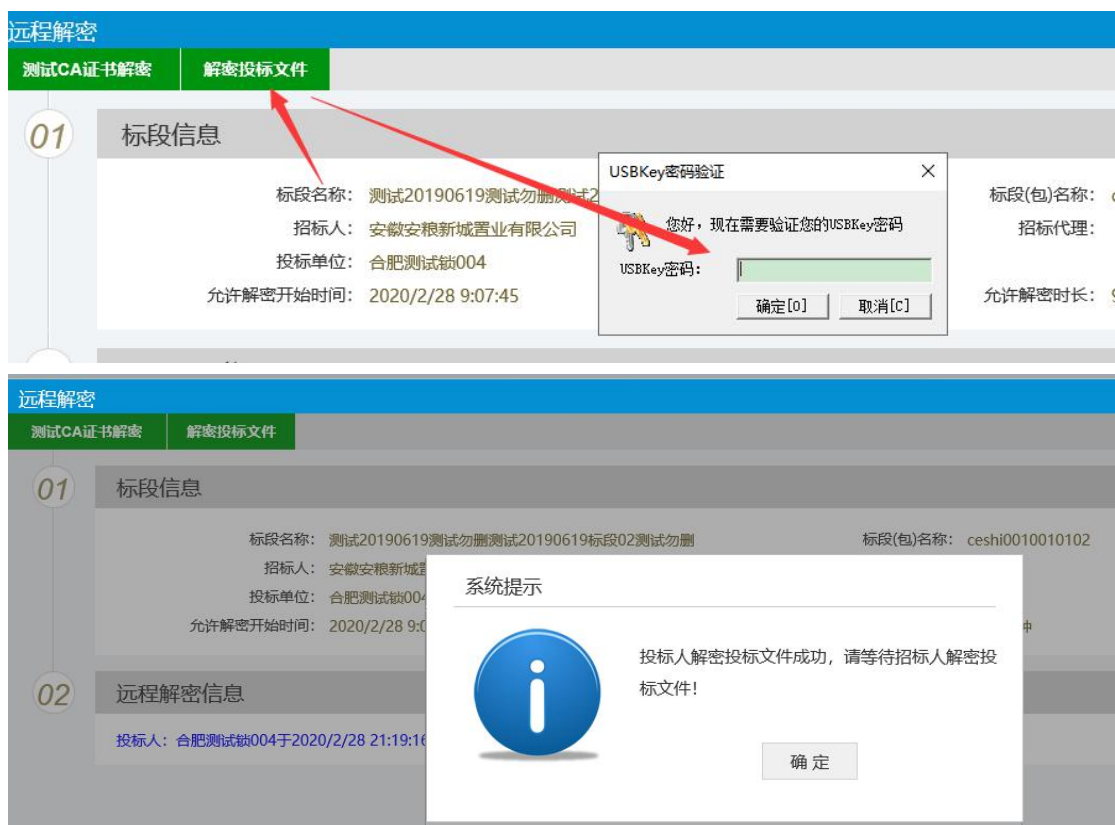 远程解密
测试CA证书解密 解密投标文件
01 标段信息
标段名称： 测试20190619测试勿删测试2 标段(包)名称：
招标人： 安徽安粮新城置业有限公司 招标代理：
投标单位： 合肥测试锁004
允许解密开始时间： 2020/2/28 9:07:45 允许解密时长：
USBKey密码验证
您好，现在需要验证您的USBKey密码
USBKey密码：
确定[O] 取消[C]
远程解密
测试CA证书解密 解密投标文件
01 标段信息
标段名称： 测试20190619测试勿删测试20190619标段02测试勿删 标段(包)名称： ceshi0010010102
招标人： 安徽安粮新城置
投标单位： 合肥测试锁004
允许解密开始时间： 2020/2/28 9:0
系统提示
投标人解密投标文件成功，请等待招标人解密投
标文件！
确 定
02 远程解密信息
投标人：合肥测试锁004于2020/2/28 21:19:16